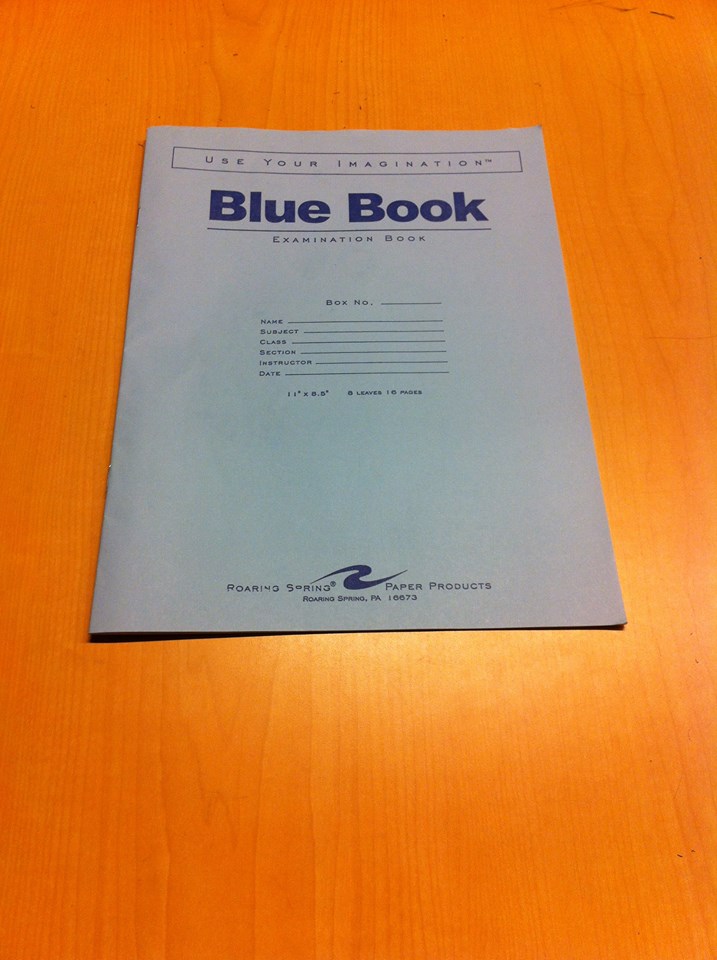 USE YOUR IMAGINATION™
Blue Book
EXAMINATION BOOK
BOX NO.
NAME
SUBJECT
CLASS
SECTION
INSTRUCTOR
DATE
11" X 8.5" 8 LEAVES 16 PAGES
ROARING SPRING® PAPER PRODUCTS
ROARING SPRING, PA 16673